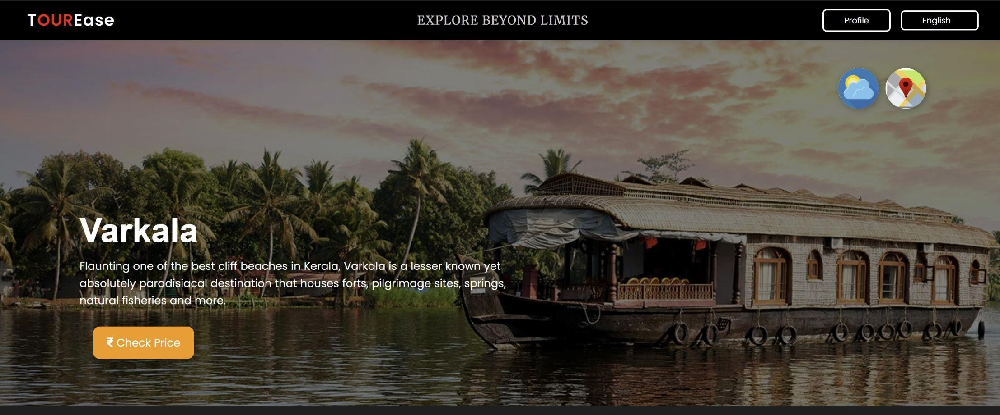 TOUREase
EXPLORE BEYOND LIMITS
Profile
English
Varkala
Flaunting one of the best cliff beaches in Kerala, Varkala is a lesser known yet
absolutely paradisiacal destination that houses forts, pilgrimage sites, springs,
natural fisheries and more.
₹ Check Price